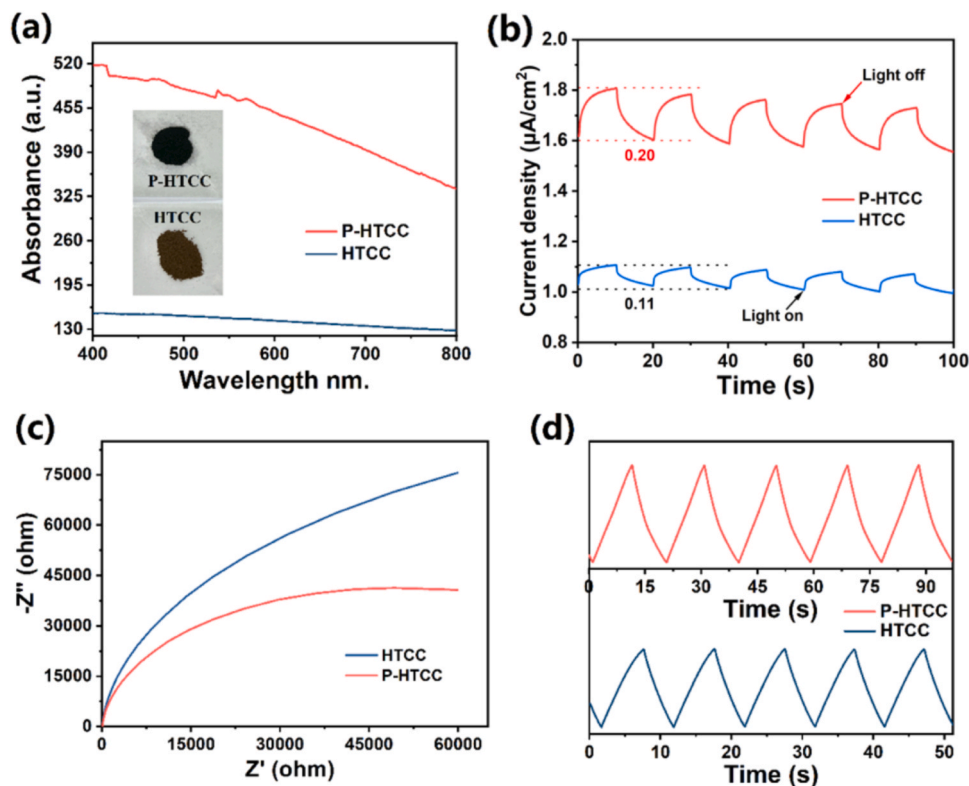 (a)
Absorbance (a.u.)
520
455
390
325
260
195
130
P-HTCC
HTCC
P-HTCC
HTCC
400
500
600
700
800
Wavelength nm.
(b)
Current density (μA/cm²)
2.0
1.8
1.6
1.4
1.2
1.0
0.8
Light off
0.20
P-HTCC
HTCC
0.11
Light on
0
20
40
60
80
100
Time (s)
(c)
-Z" (ohm)
75000
60000
45000
30000
15000
0
HTCC
P-HTCC
0
15000
30000
45000
60000
Z' (ohm)
(d)
0
15
30
45
60
75
90
Time (s)
P-HTCC
HTCC
0
10
20
30
40
50
Time (s)